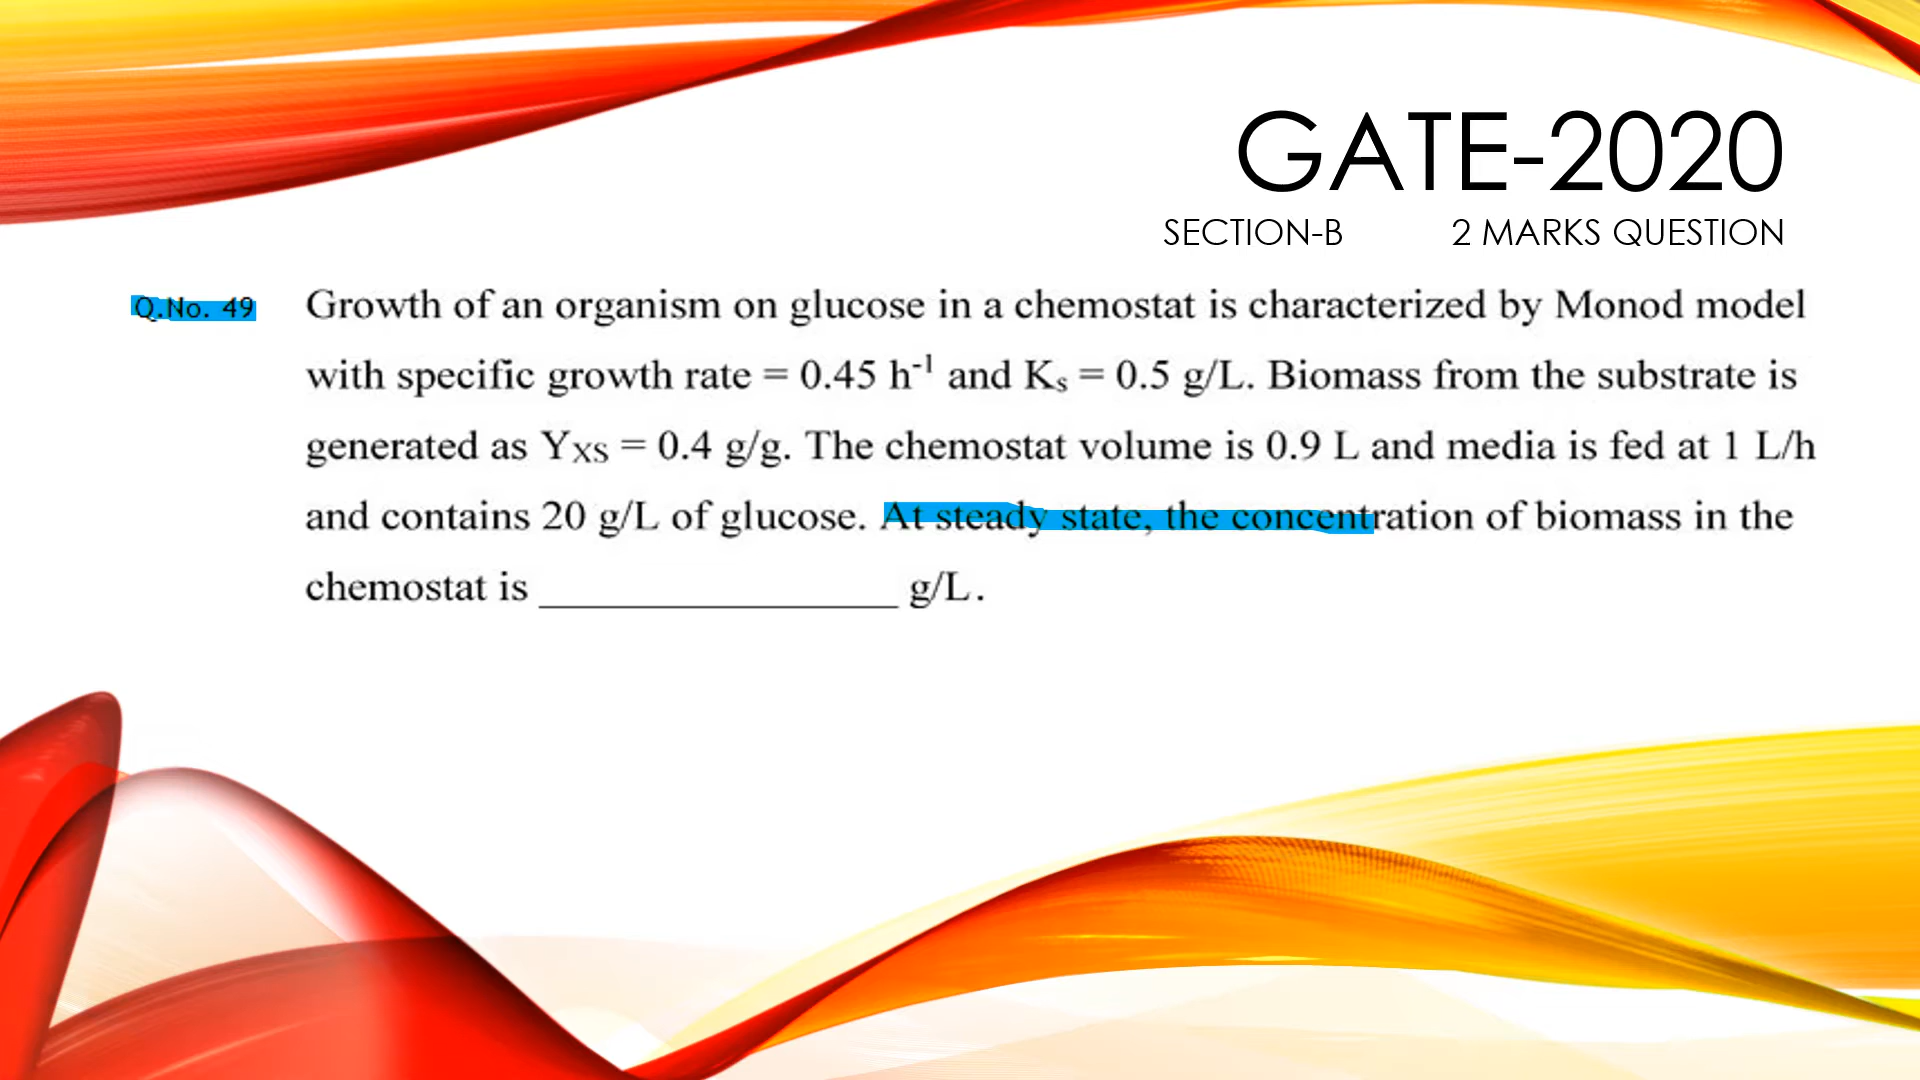 GATE-2020
SECTION-B 2 MARKS QUESTION
Q.No. 49 Growth of an organism on glucose in a chemostat is characterized by Monod model
with specific growth rate = 0.45 h⁻¹ and Kₛ = 0.5 g/L. Biomass from the substrate is
generated as Yxs = 0.4 g/g. The chemostat volume is 0.9 L and media is fed at 1 L/h
and contains 20 g/L of glucose. At steady state, the concentration of biomass in the
chemostat is _________________ g/L.